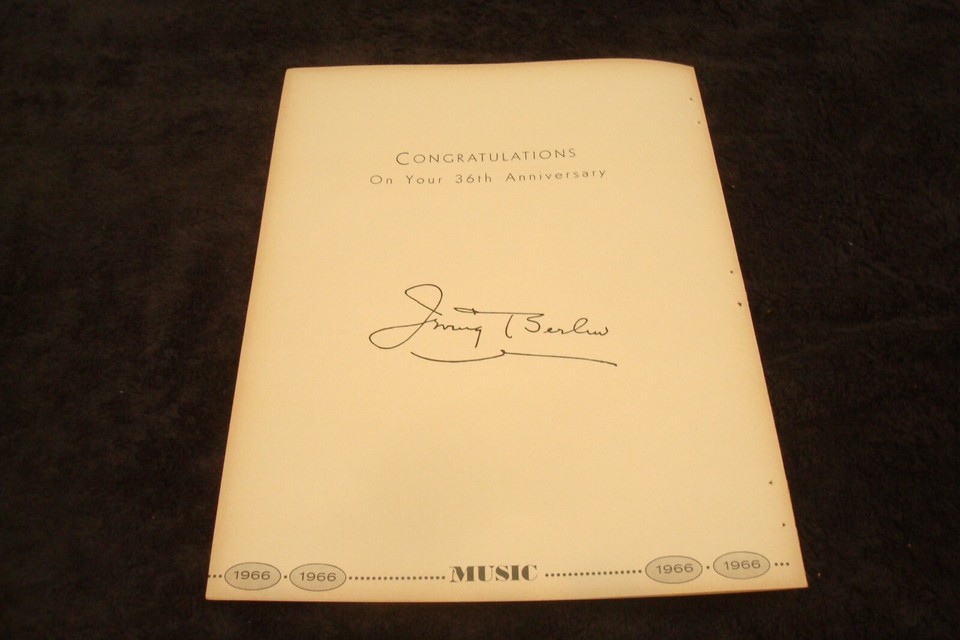 CONGRATULATIONS
On Your 36th Anniversary
Irving Berlin
1966 • 1966 MUSIC 1966 • 1966